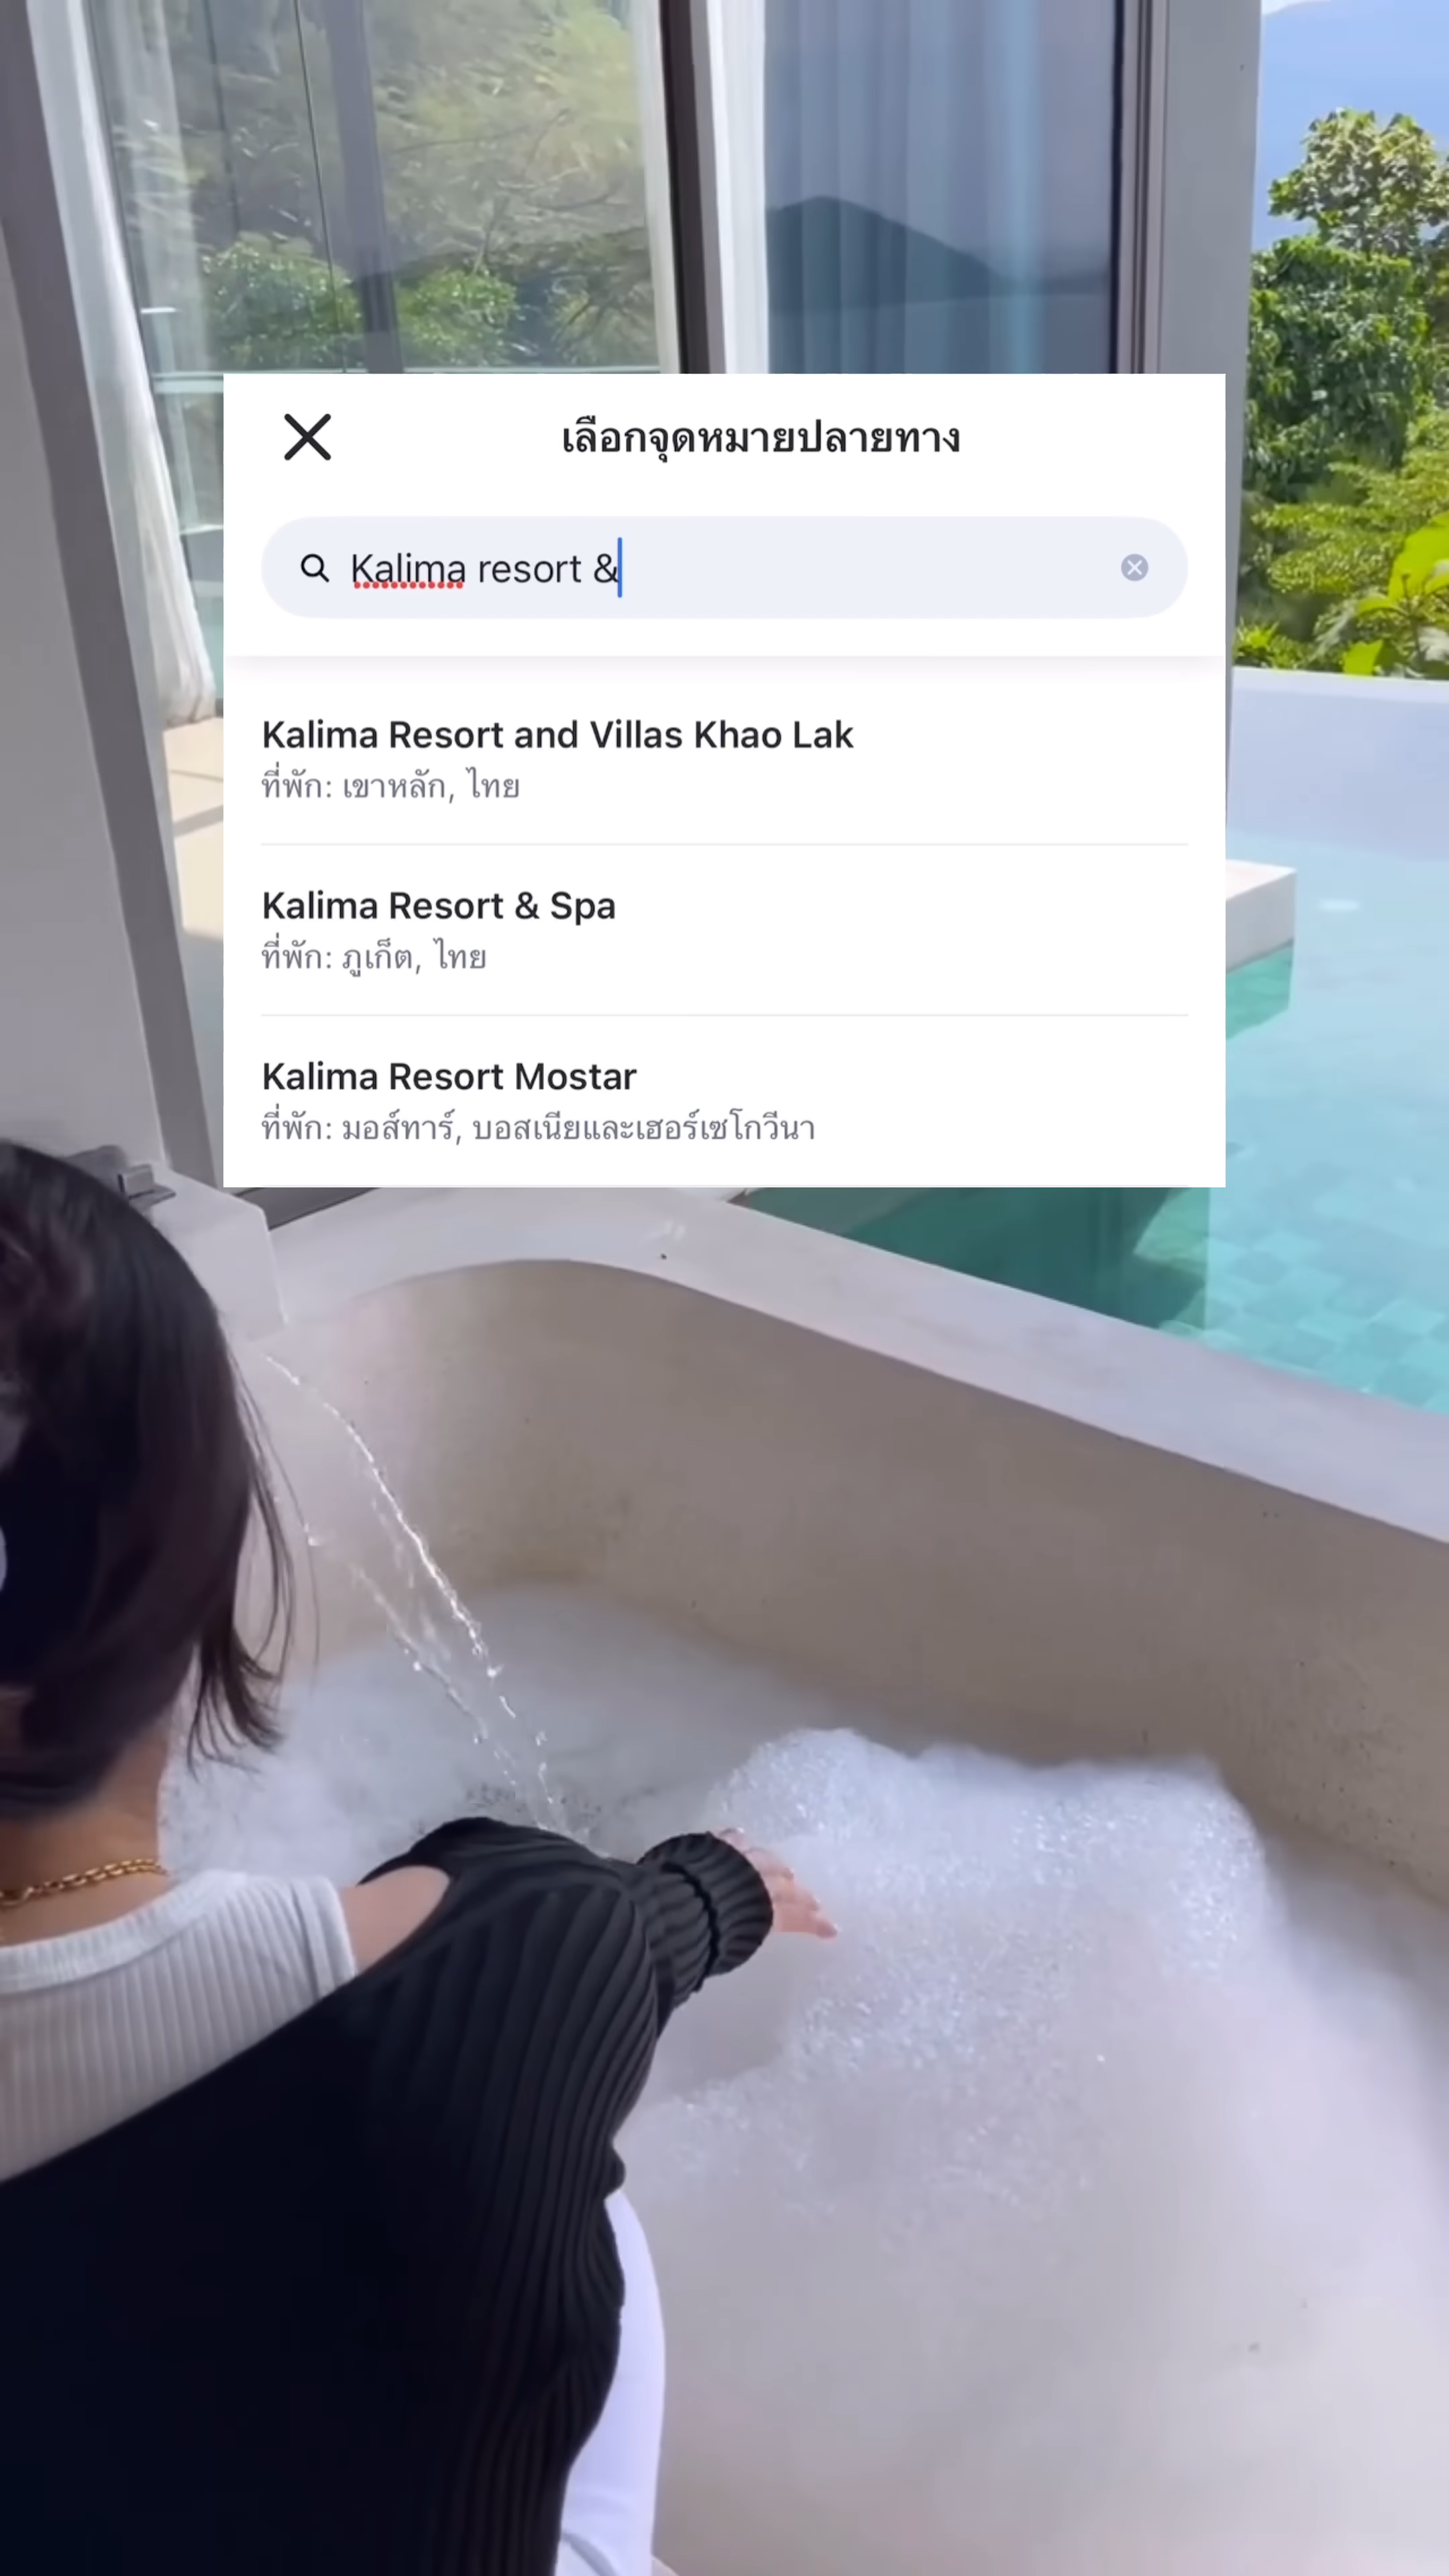 เลือกจุดหมายปลายทาง
Kalima resort &
Kalima Resort and Villas Khao Lak
ที่พัก: เขาหลัก, ไทย
Kalima Resort & Spa
ที่พัก: ภูเก็ต, ไทย
Kalima Resort Mostar
ที่พัก: มอส์ทาร์, บอสเนียและเฮอร์เซโกวีนา